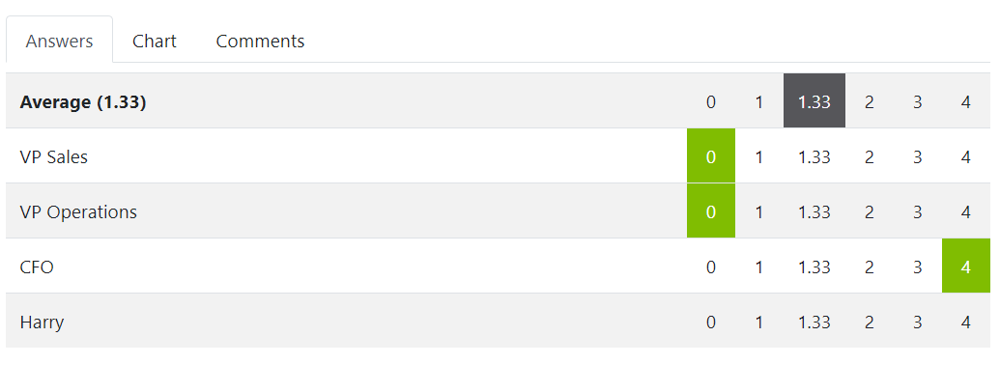 Answers Chart Comments
Average (1.33) 0 1 1.33 2 3 4
VP Sales 0 1 1.33 2 3 4
VP Operations 0 1 1.33 2 3 4
CFO 0 1 1.33 2 3 4
Harry 0 1 1.33 2 3 4